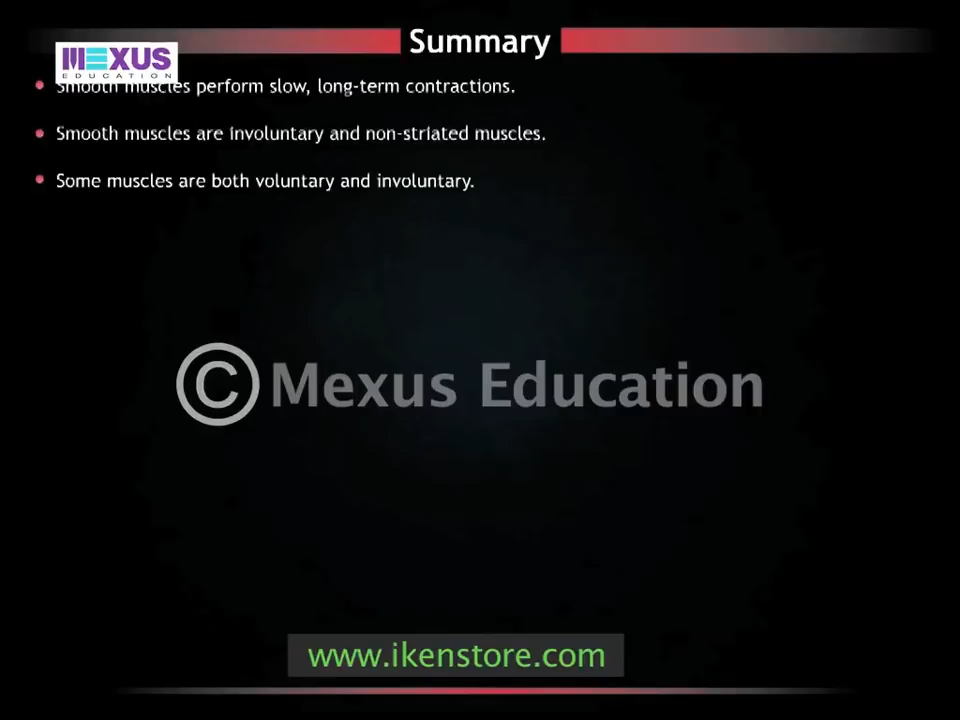 Summary
MEXUS
EDUCATION
Smooth muscles perform slow, long-term contractions.
Smooth muscles are involuntary and non-striated muscles.
Some muscles are both voluntary and involuntary.
© Mexus Education
www.ikenstore.com